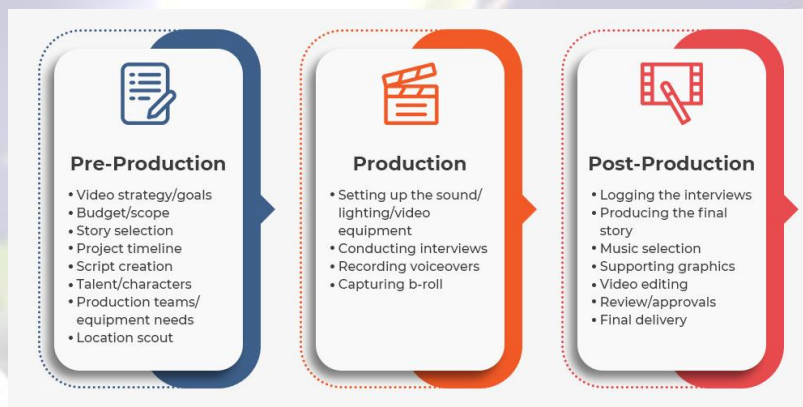 Pre-Production
• Video strategy/goals
• Budget/scope
• Story selection
• Project timeline
• Script creation
• Talent/characters
• Production teams/
equipment needs
• Location scout
Production
• Setting up the sound/
lighting/video
equipment
• Conducting interviews
• Recording voiceovers
• Capturing b-roll
Post-Production
• Logging the interviews
• Producing the final
story
• Music selection
• Supporting graphics
• Video editing
• Review/approvals
• Final delivery